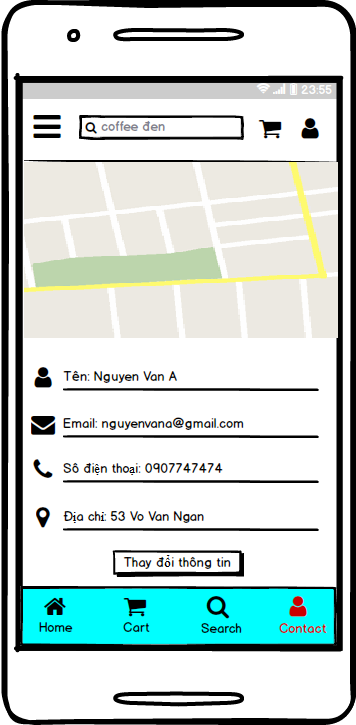 23:55
coffee đen
Tên: Nguyen Van A
Email: nguyenvana@gmail.com
Số điện thoại: 0907747474
Địa chỉ: 53 Vo Van Ngan
Thay đổi thông tin
Home Cart Search Contact